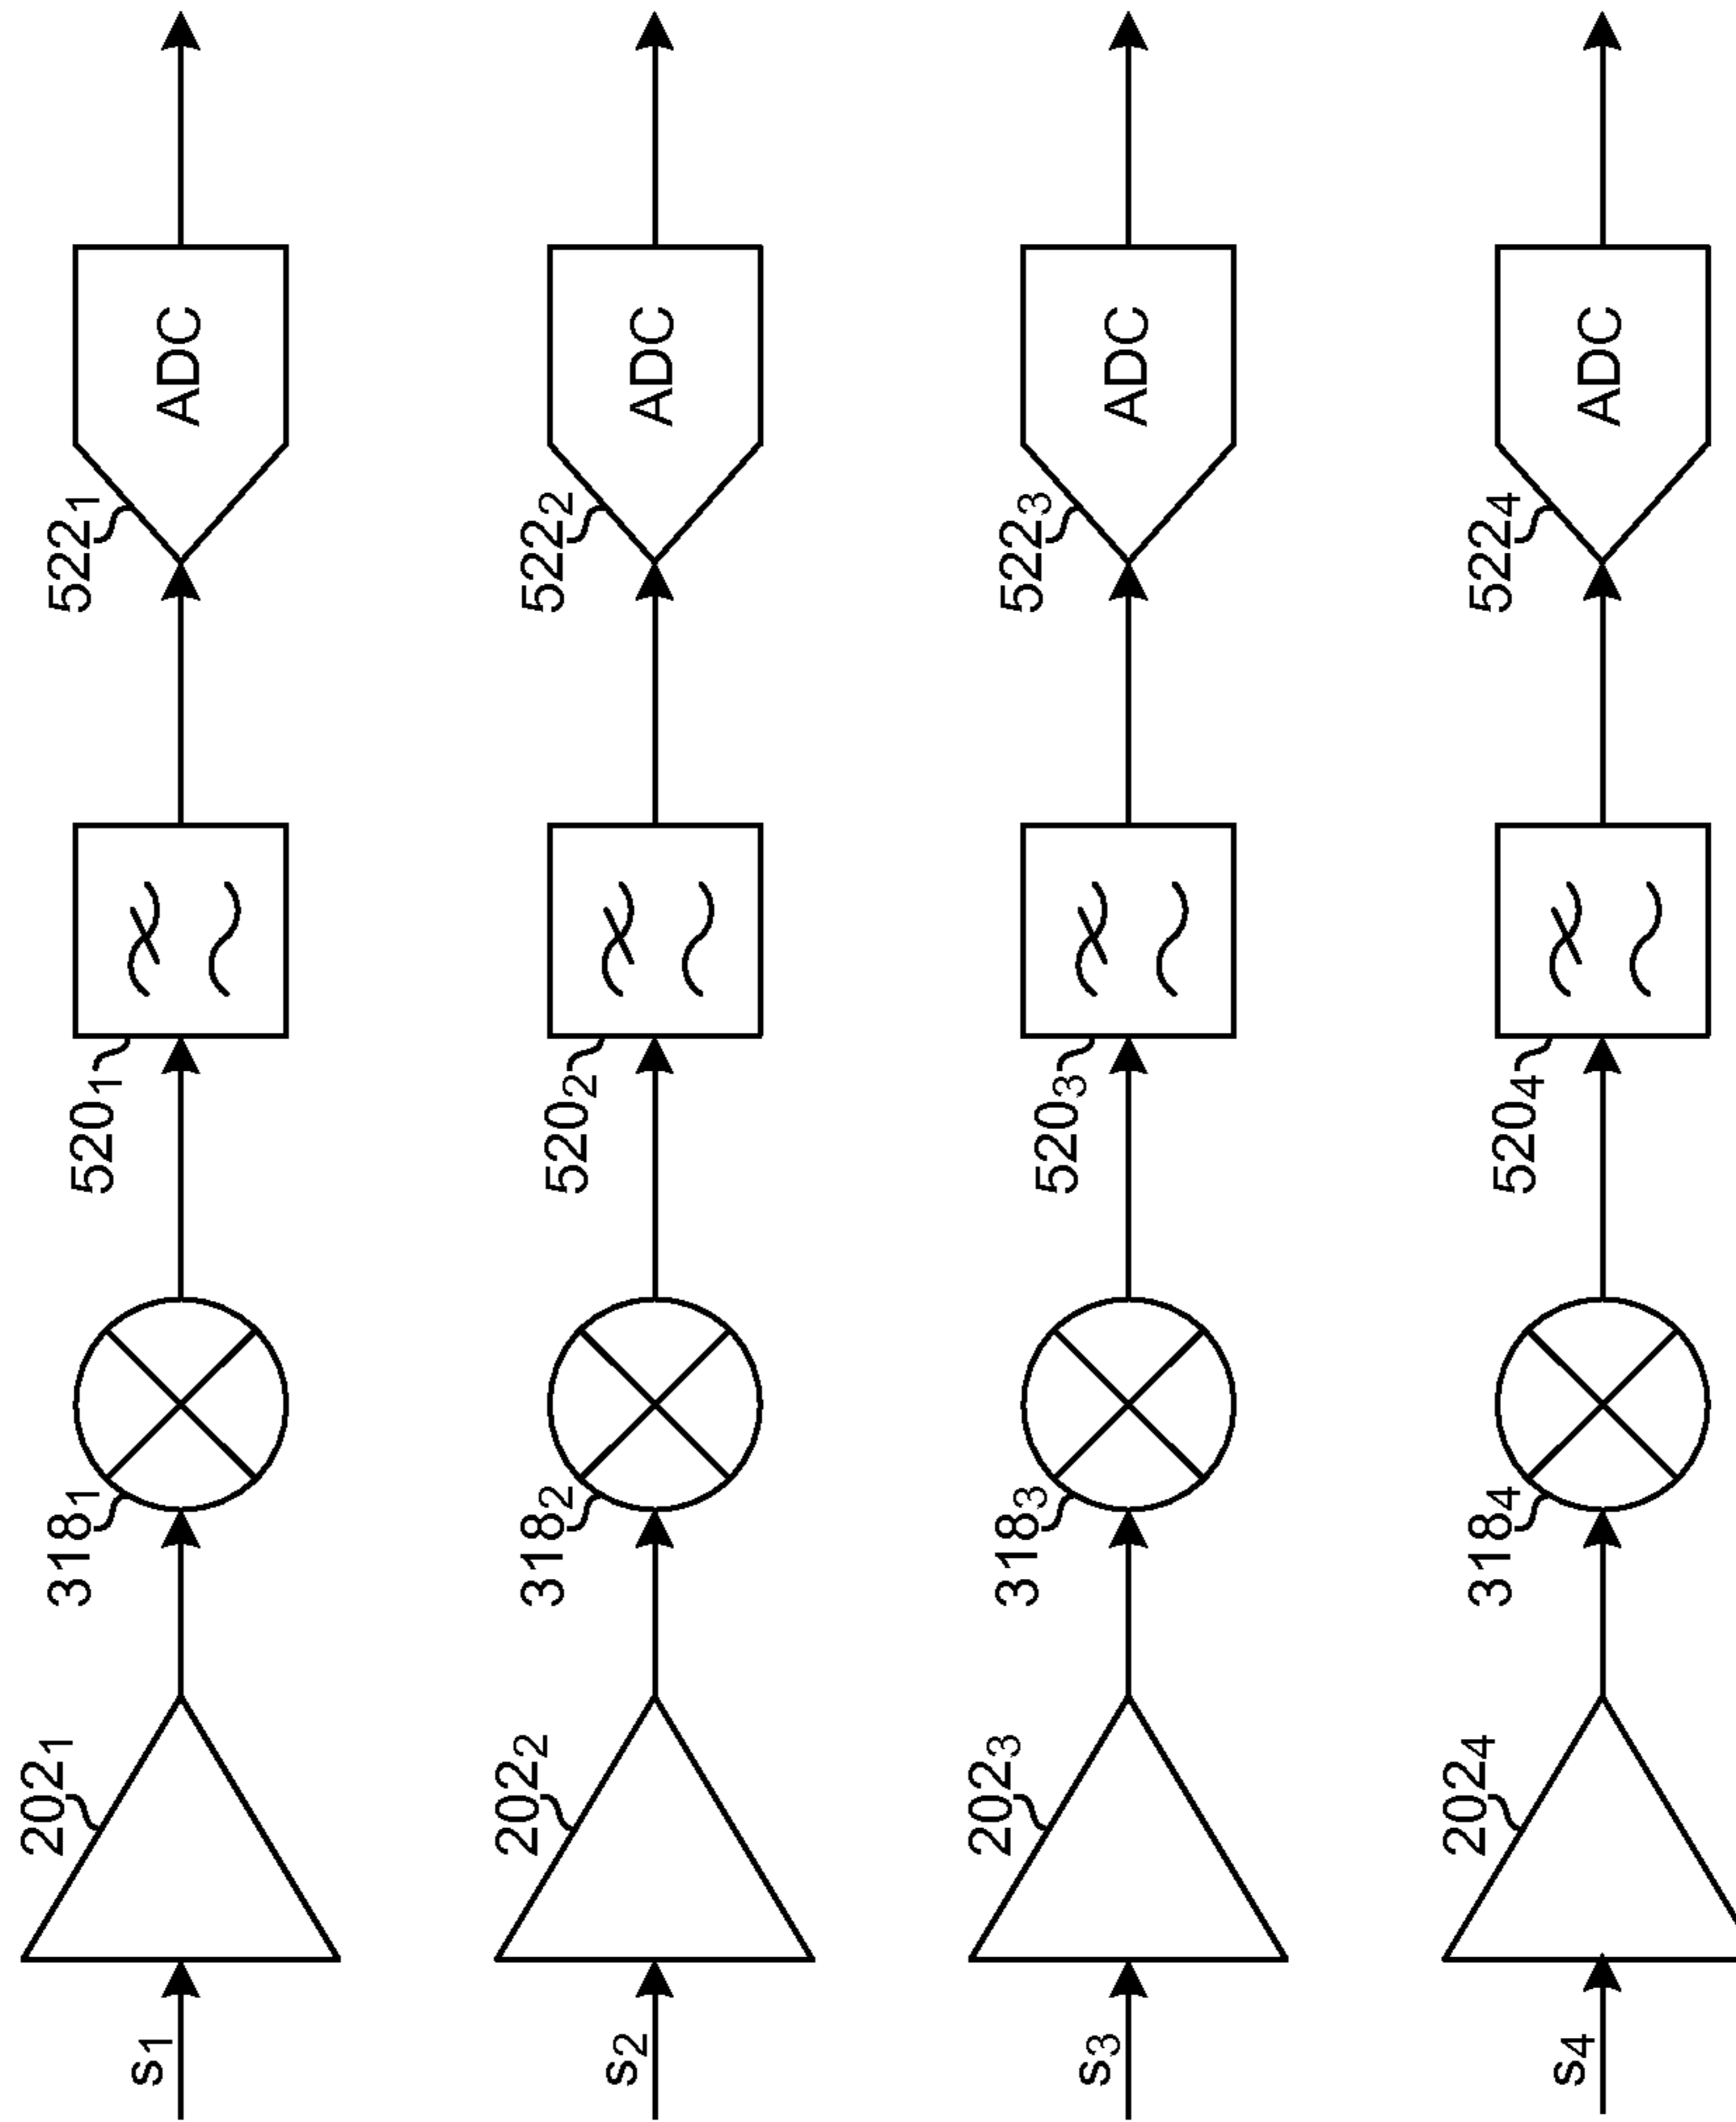 s₁
202₁
318₁
520₁
522₁
ADC
s₂
202₂
318₂
520₂
522₂
ADC
s₃
202₃
318₃
520₃
522₃
ADC
s₄
202₄
318₄
520₄
522₄
ADC